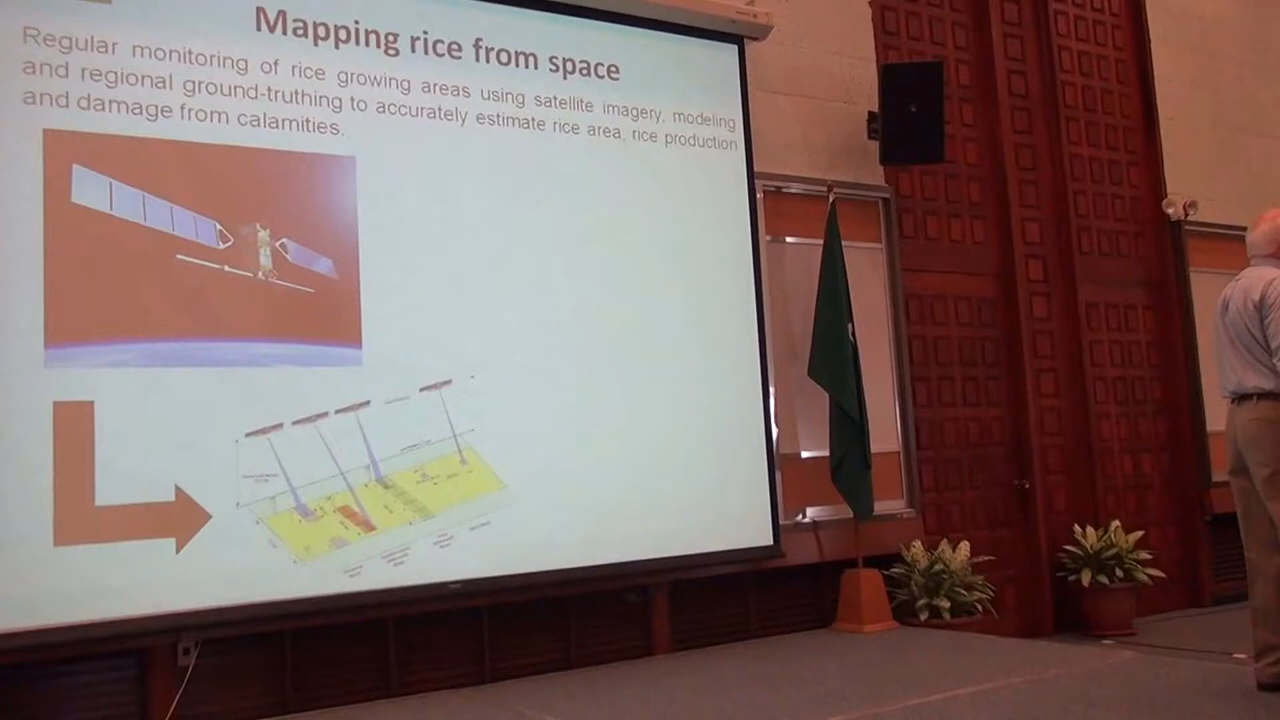 Mapping rice from space
Regular monitoring of rice growing areas using satellite imagery, modeling
and regional ground-truthing to accurately estimate rice area, rice production
and damage from calamities.